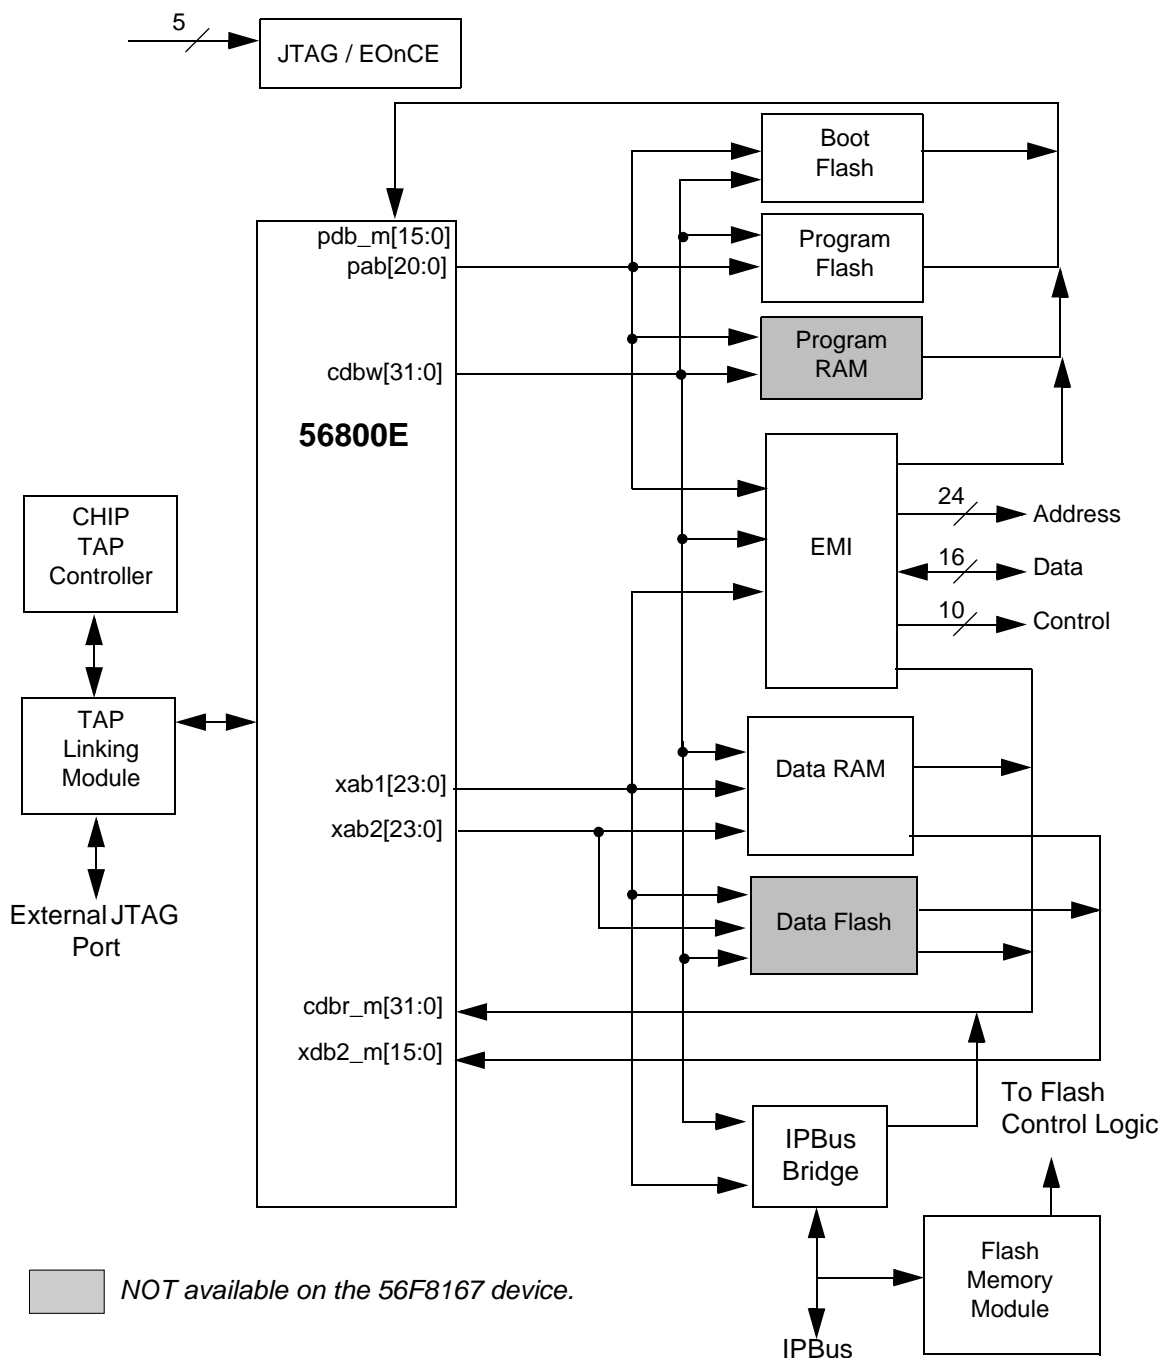 5
JTAG / EOnCE
Boot
Flash
pdb_m[15:0]
pab[20:0]
Program
Flash
cdbw[31:0]
Program
RAM
56800E
CHIP
TAP
Controller
EMI
24
Address
16
Data
10
Control
TAP
Linking
Module
xab1[23:0]
xab2[23:0]
Data RAM
External JTAG
Port
Data Flash
cdbr_m[31:0]
xdb2_m[15:0]
To Flash
Control Logic
IPBus
Bridge
Flash
Memory
Module
NOT available on the 56F8167 device.
IPBus